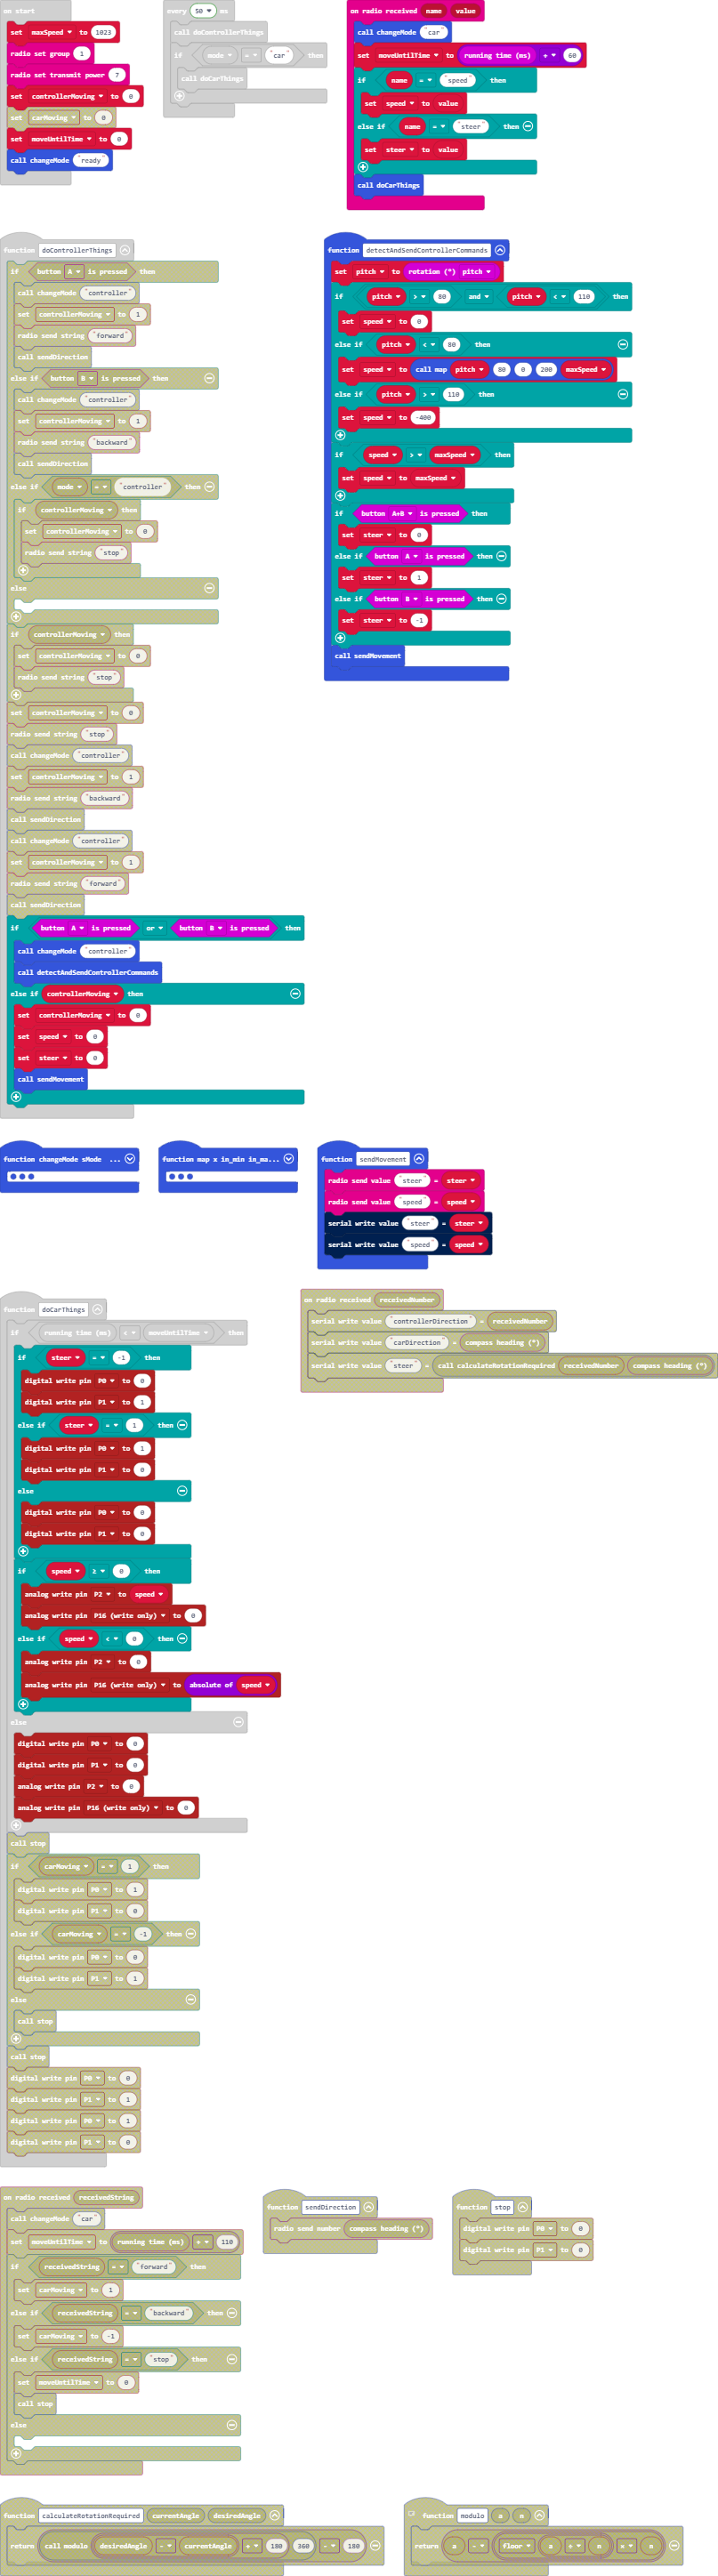 on start
set maxSpeed to 1023
radio set group 1
radio set transmit power 7
set controllerMoving to 0
set carMoving to 0
set moveUntilTime to 0
call changeMode "ready"
every 50 ms
call doControllerThings
if mode = "car" then
call doCarThings
on radio received name value
call changeMode "car"
set moveUntilTime to running time (ms) + 60
if name = "speed" then
set speed to value
else if name = "steer" then
set steer to value
call doCarThings
function doControllerThings
if button A is pressed then
call changeMode "controller"
set controllerMoving to 1
radio send string "forward"
call sendDirection
else if button B is pressed then
call changeMode "controller"
set controllerMoving to 1
radio send string "backward"
call sendDirection
else if mode = "controller" then
if controllerMoving then
set controllerMoving to 0
radio send string "stop"
else
if controllerMoving then
set controllerMoving to 0
radio send string "stop"
set controllerMoving to 0
radio send string "stop"
call changeMode "controller"
set controllerMoving to 1
radio send string "backward"
call sendDirection
call changeMode "controller"
set controllerMoving to 1
radio send string "forward"
call sendDirection
if button A is pressed or button B is pressed then
call changeMode "controller"
call detectAndSendControllerCommands
else if controllerMoving then
set controllerMoving to 0
set speed to 0
set steer to 0
call sendMovement
function detectAndSendControllerCommands
set pitch to rotation (°) pitch
if pitch > 80 and pitch < 110 then
set speed to 0
else if pitch < 80 then
set speed to call map pitch 80 0 200 maxSpeed
else if pitch > 110 then
set speed to -400
if speed > maxSpeed then
set speed to maxSpeed
if button A+B is pressed then
set steer to 0
else if button A is pressed then
set steer to 1
else if button B is pressed then
set steer to -1
call sendMovement
function changeMode sMode ...
function map x in_min in_ma...
function sendMovement
radio send value "steer" = steer
radio send value "speed" = speed
serial write value "steer" = steer
serial write value "speed" = speed
function doCarThings
if running time (ms) < moveUntilTime then
if steer = -1 then
digital write pin P0 to 0
digital write pin P1 to 1
else if steer = 1 then
digital write pin P0 to 1
digital write pin P1 to 0
else
digital write pin P0 to 0
digital write pin P1 to 0
if speed ≥ 0 then
analog write pin P2 to speed
analog write pin P16 (write only) to 0
else if speed < 0 then
analog write pin P2 to 0
analog write pin P16 (write only) to absolute of speed
else
digital write pin P0 to 0
digital write pin P1 to 0
analog write pin P2 to 0
analog write pin P16 (write only) to 0
call stop
if carMoving = 1 then
digital write pin P0 to 1
digital write pin P1 to 0
else if carMoving = -1 then
digital write pin P0 to 0
digital write pin P1 to 1
else
call stop
call stop
digital write pin P0 to 0
digital write pin P1 to 1
digital write pin P0 to 1
digital write pin P1 to 0
on radio received receivedNumber
serial write value "controllerDirection" = receivedNumber
serial write value "carDirection" = compass heading (°)
serial write value "steer" = call calculateRotationRequired receivedNumber compass heading (°)
on radio received receivedString
call changeMode "car"
set moveUntilTime to running time (ms) + 110
if receivedString = "forward" then
set carMoving to 1
else if receivedString = "backward" then
set carMoving to -1
else if receivedString = "stop" then
set moveUntilTime to 0
call stop
else
function sendDirection
radio send number compass heading (°)
function stop
digital write pin P0 to 0
digital write pin P1 to 0
function calculateRotationRequired currentAngle desiredAngle
return call modulo desiredAngle - currentAngle + 180 360 - 180
function modulo a n
return a - floor a ÷ n × n